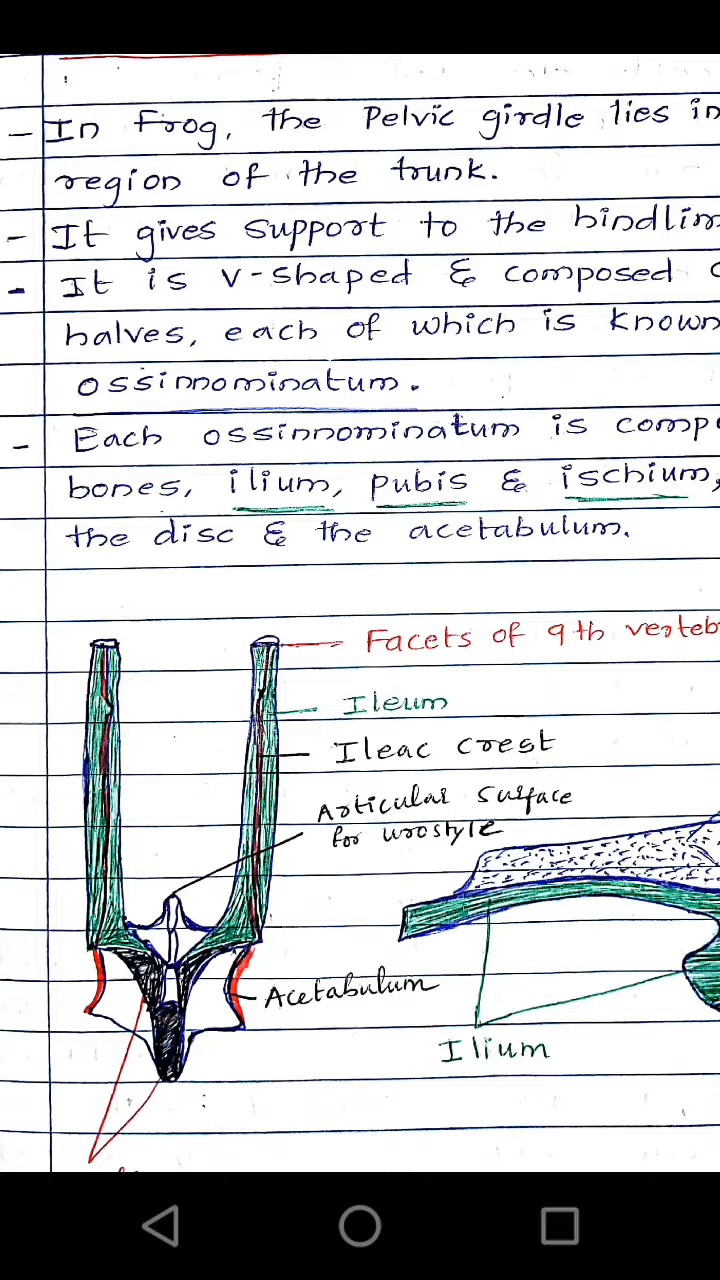 - In frog, the Pelvic girdle lies in
region of the trunk.
- It gives support to the hindlim
- It is V-shaped & composed
halves, each of which is known
ossinnominatum.
- Each ossinnominatum is comp
bones, ilium, pubis & ischium,
the disc & the acetabulum.
Facets of 9th verteb
Ileum
Ileac crest
Articular surface
for urostyle
Acetabulum
Ilium